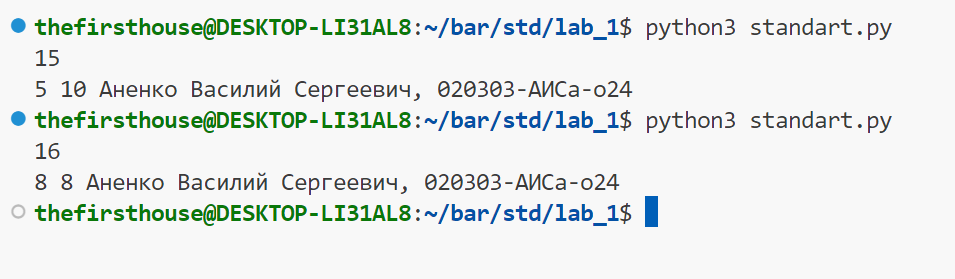 thefirsthouse@DESKTOP-LI31AL8:~/bar/std/lab_1$ python3 standart.py
15
5 10 Аненко Василий Сергеевич, 020303-АИСа-о24
thefirsthouse@DESKTOP-LI31AL8:~/bar/std/lab_1$ python3 standart.py
16
8 8 Аненко Василий Сергеевич, 020303-АИСа-о24
thefirsthouse@DESKTOP-LI31AL8:~/bar/std/lab_1$